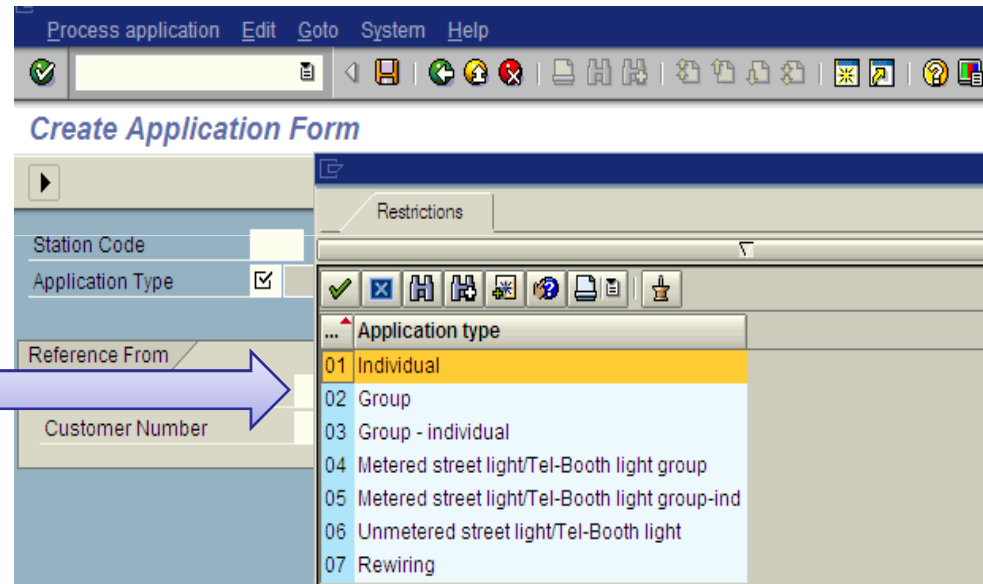 Process application Edit Goto System Help
Create Application Form
Restrictions
Station Code
Application Type
... Application type
Reference From
01 Individual
02 Group
Customer Number
03 Group - individual
04 Metered street light/Tel-Booth light group
05 Metered street light/Tel-Booth light group-ind
06 Unmetered street light/Tel-Booth light
07 Rewiring